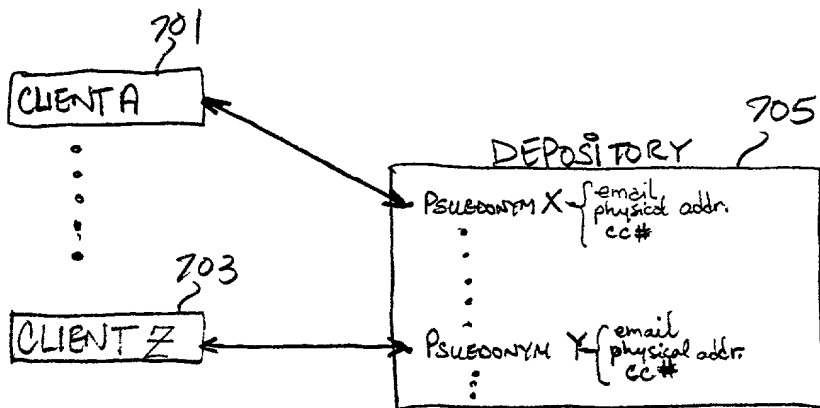 701
CLIENT A
705
DEPOSITORY
PSUEDONYM X
email
physical addr.
cc#
703
CLIENT Z
PSUEDONYM Y
email
physical addr.
cc#